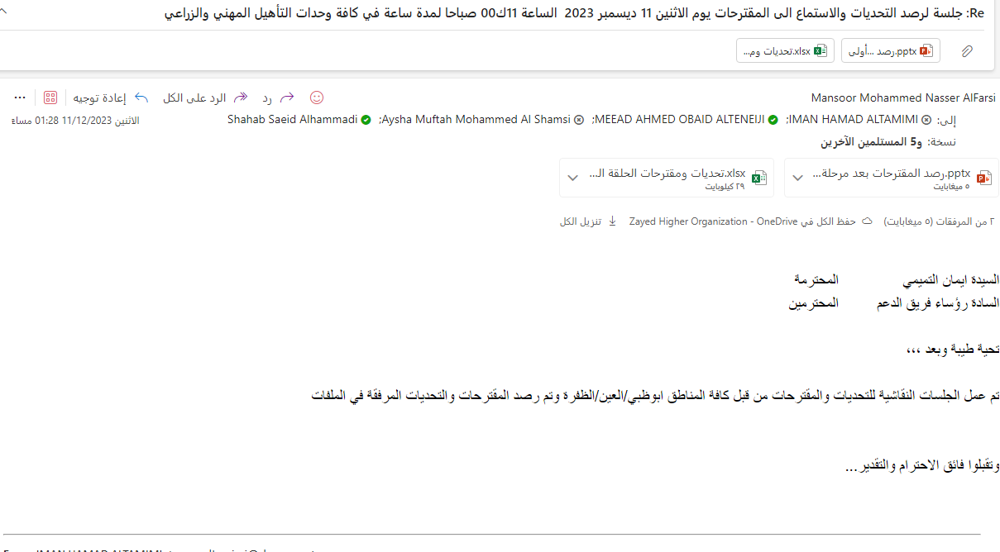 Re: جلسة لرصد التحديات والاستماع الى المقترحات يوم الاثنين 11 ديسمبر 2023 الساعة 11ك00 صباحا لمدة ساعة في كافة وحدات التأهيل المهني والزراعي
رصد ...أولى.pptx
تحديات وم...xlsx
Mansoor Mohammed Nasser AlFarsi
رد
الرد على الكل
إعادة توجيه
...
إلى: IMAN HAMAD ALTAMIMI; MEEAD AHMED OBAID ALTENEIJI; Aysha Muftah Mohammed Al Shamsi; Shahab Saeid Alhammadi
الاثنين 11/12/2023 01:28 مساءً
نسخة: و5 المستلمين الآخرين
رصد المقترحات بعد مرحلة...pptx
٥ ميغابايت
تحديات ومقترحات الحلقة الـ...xlsx
٢٩ كيلوبايت
٢ من المرفقات (٥ ميغابايت) حفظ الكل في Zayed Higher Organization - OneDrive تنزيل الكل
السيدة ايمان التميمي المحترمة
السادة رؤساء فريق الدعم المحترمين
تحية طيبة وبعد ،،،
تم عمل الجلسات النقاشية للتحديات والمقترحات من قبل كافة المناطق ابوظبي/العين/الظفرة وتم رصد المقترحات والتحديات المرفقة في الملفات
وتقبلوا فائق الاحترام والتقدير...